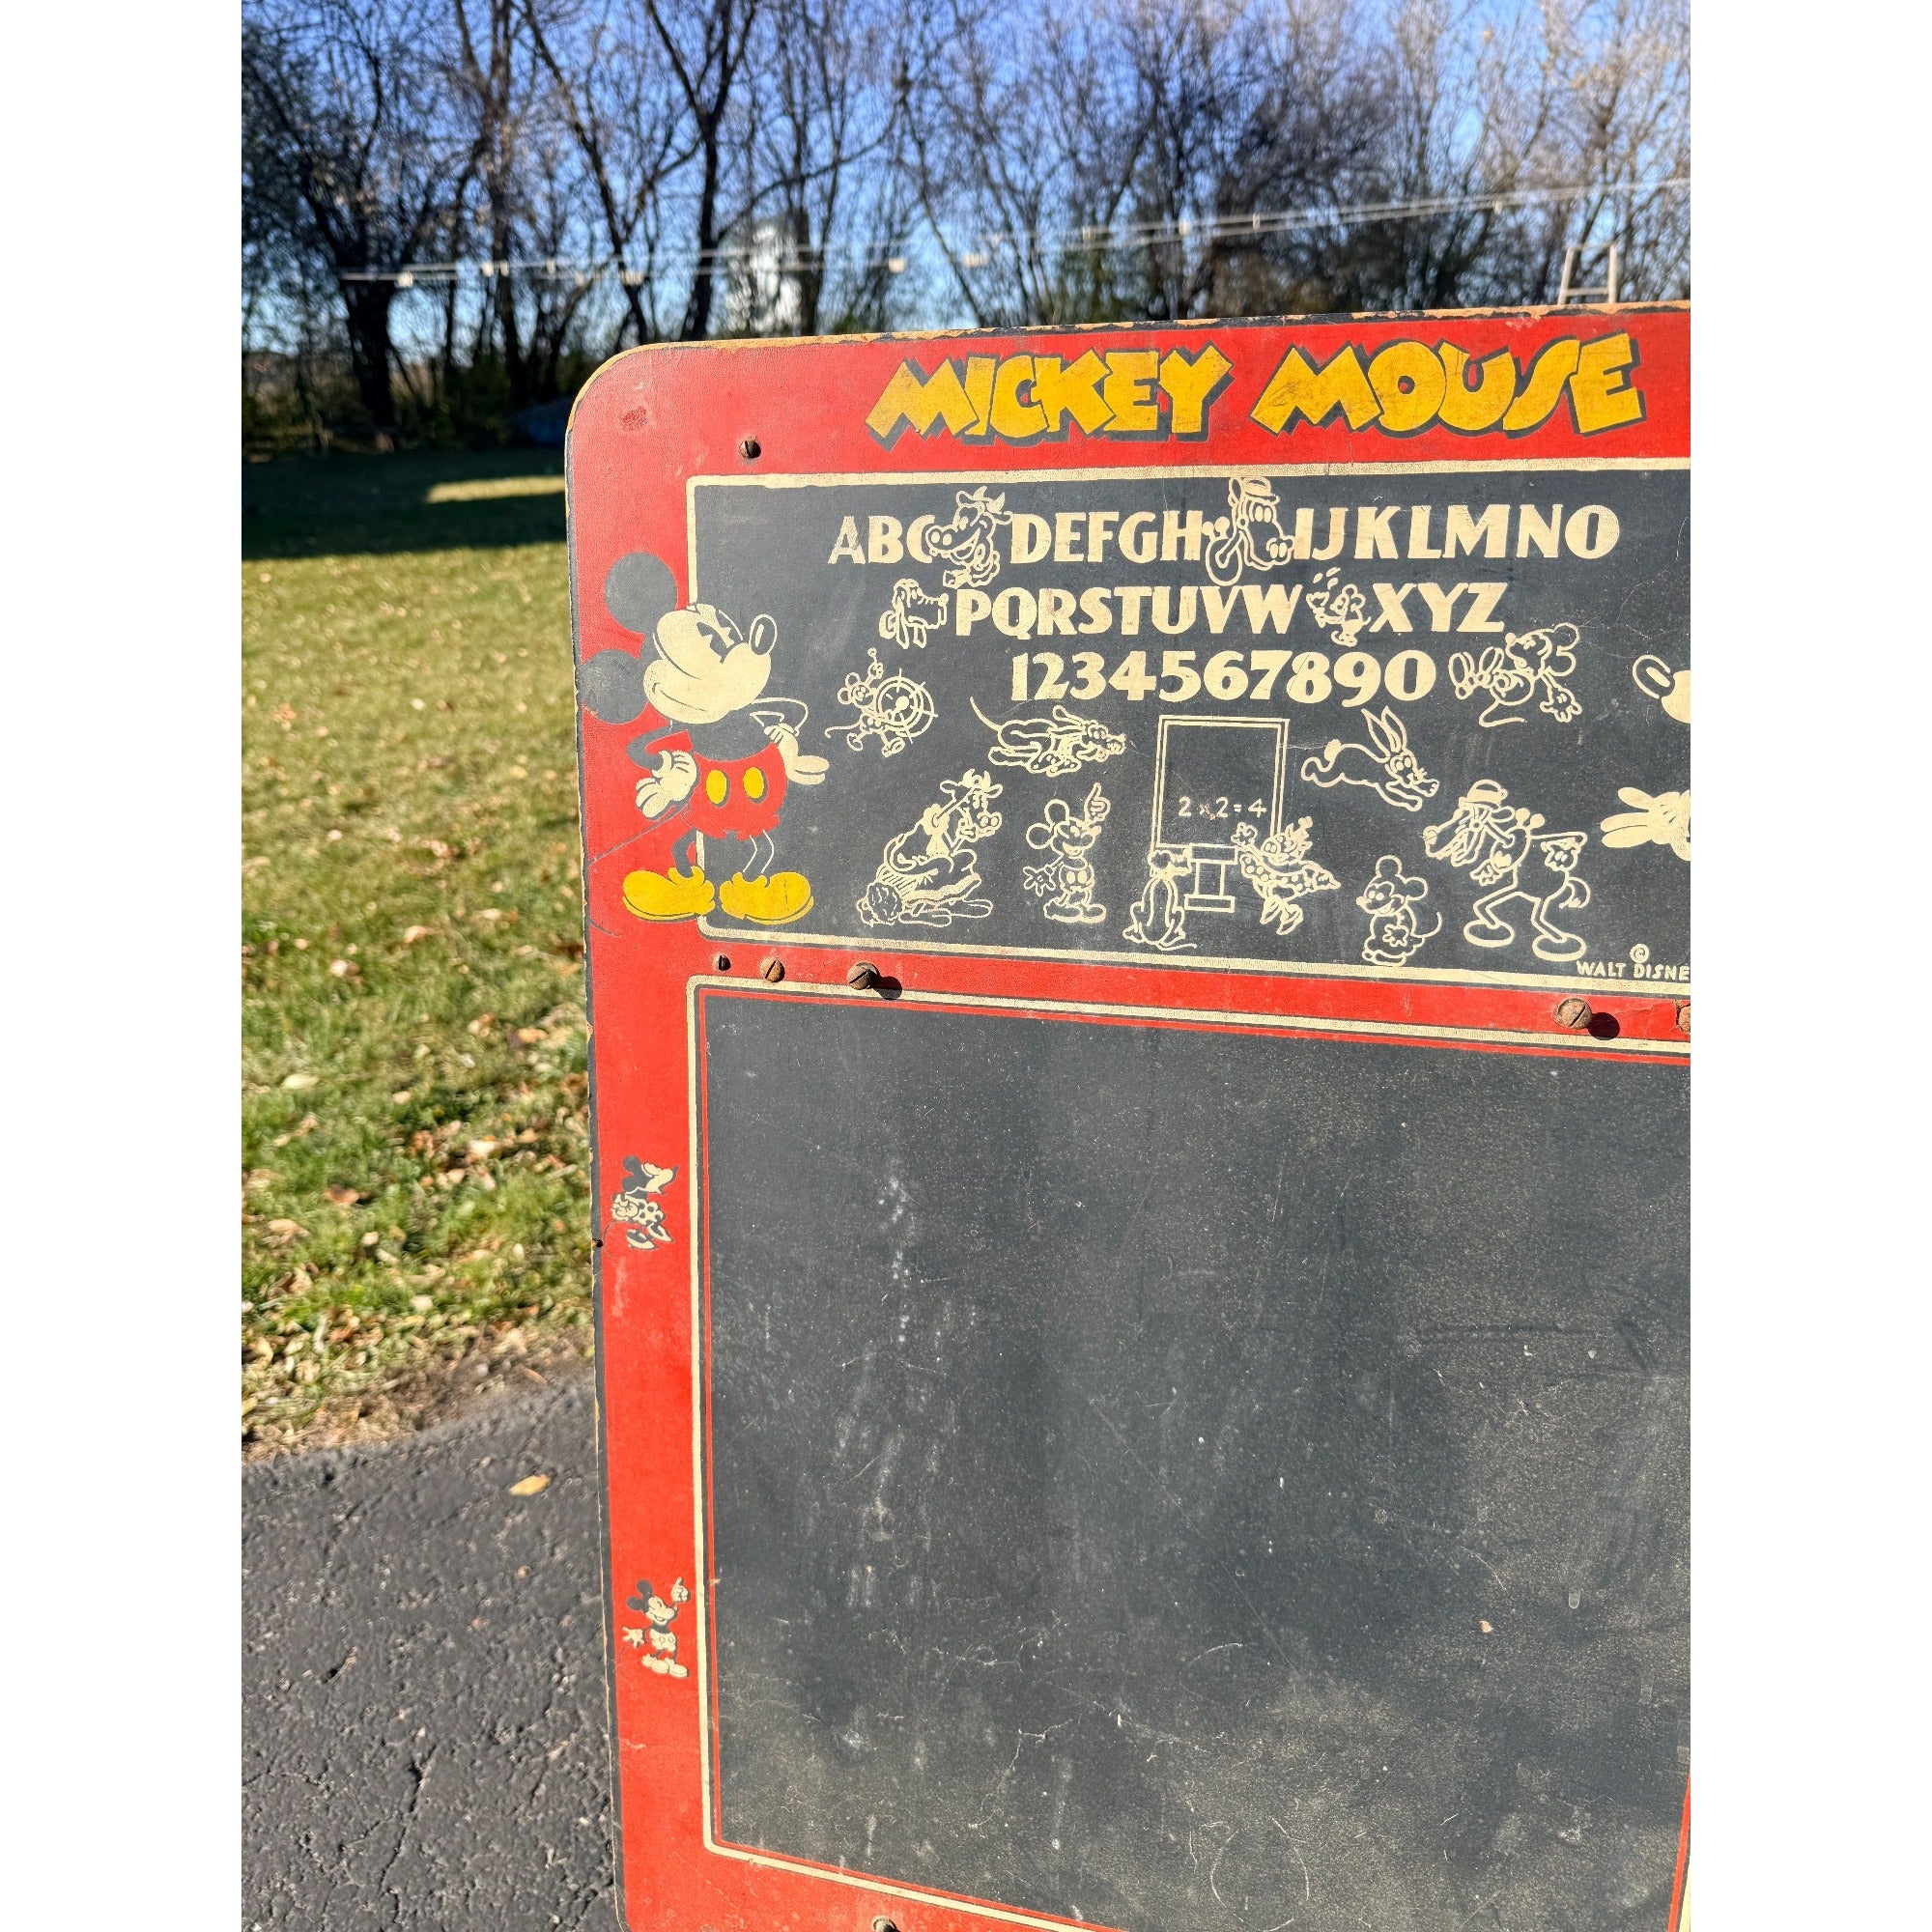 MICKEY MOUSE
ABC DEFGH IJKLMNO
PQRSTUVW XYZ
1234567890
2 x 2 = 4
©
WALT DISNE